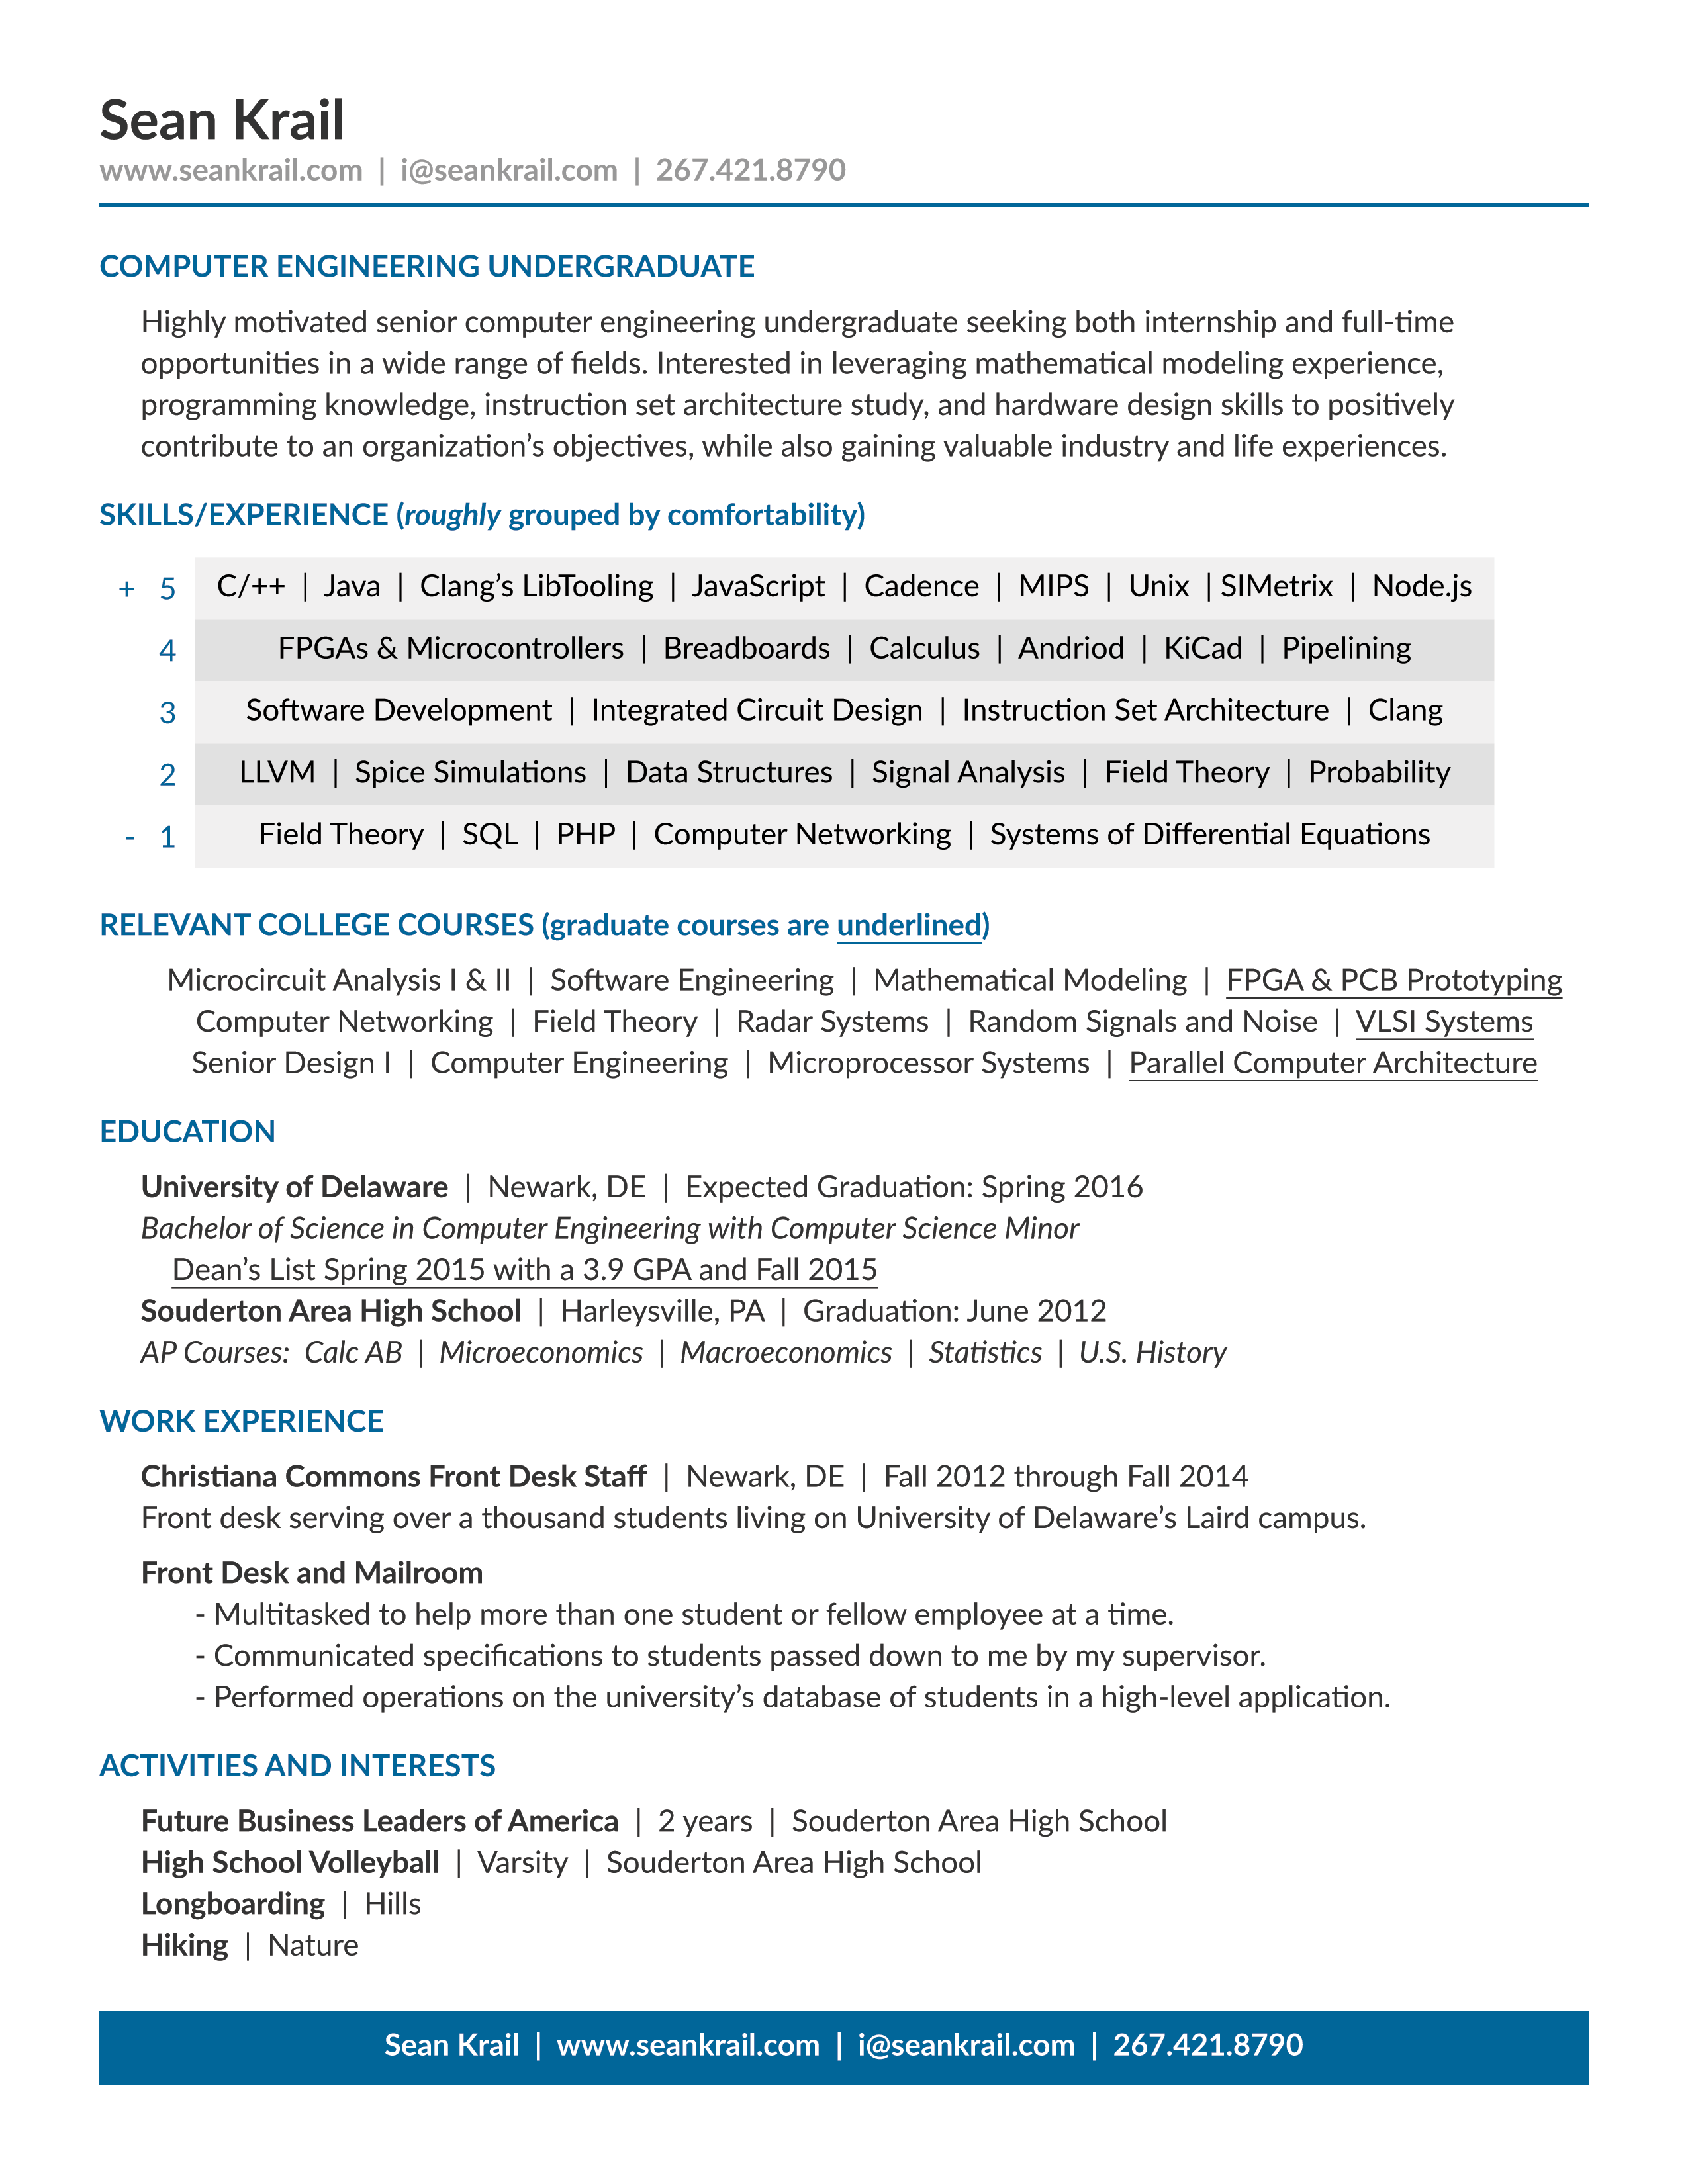 Sean Krail
www.seankrail.com | i@seankrail.com | 267.421.8790
COMPUTER ENGINEERING UNDERGRADUATE
Highly motivated senior computer engineering undergraduate seeking both internship and full-time
opportunities in a wide range of fields. Interested in leveraging mathematical modeling experience,
programming knowledge, instruction set architecture study, and hardware design skills to positively
contribute to an organization’s objectives, while also gaining valuable industry and life experiences.
SKILLS/EXPERIENCE (roughly grouped by comfortability)
+ 5 C/++ | Java | Clang’s LibTooling | JavaScript | Cadence | MIPS | Unix | SIMetrix | Node.js
4 FPGAs & Microcontrollers | Breadboards | Calculus | Andriod | KiCad | Pipelining
3 Software Development | Integrated Circuit Design | Instruction Set Architecture | Clang
2 LLVM | Spice Simulations | Data Structures | Signal Analysis | Field Theory | Probability
- 1 Field Theory | SQL | PHP | Computer Networking | Systems of Differential Equations
RELEVANT COLLEGE COURSES (graduate courses are underlined)
Microcircuit Analysis I & II | Software Engineering | Mathematical Modeling | FPGA & PCB Prototyping
Computer Networking | Field Theory | Radar Systems | Random Signals and Noise | VLSI Systems
Senior Design I | Computer Engineering | Microprocessor Systems | Parallel Computer Architecture
EDUCATION
University of Delaware | Newark, DE | Expected Graduation: Spring 2016
Bachelor of Science in Computer Engineering with Computer Science Minor
Dean’s List Spring 2015 with a 3.9 GPA and Fall 2015
Souderton Area High School | Harleysville, PA | Graduation: June 2012
AP Courses: Calc AB | Microeconomics | Macroeconomics | Statistics | U.S. History
WORK EXPERIENCE
Christiana Commons Front Desk Staff | Newark, DE | Fall 2012 through Fall 2014
Front desk serving over a thousand students living on University of Delaware’s Laird campus.
Front Desk and Mailroom
- Multitasked to help more than one student or fellow employee at a time.
- Communicated specifications to students passed down to me by my supervisor.
- Performed operations on the university’s database of students in a high-level application.
ACTIVITIES AND INTERESTS
Future Business Leaders of America | 2 years | Souderton Area High School
High School Volleyball | Varsity | Souderton Area High School
Longboarding | Hills
Hiking | Nature
Sean Krail | www.seankrail.com | i@seankrail.com | 267.421.8790